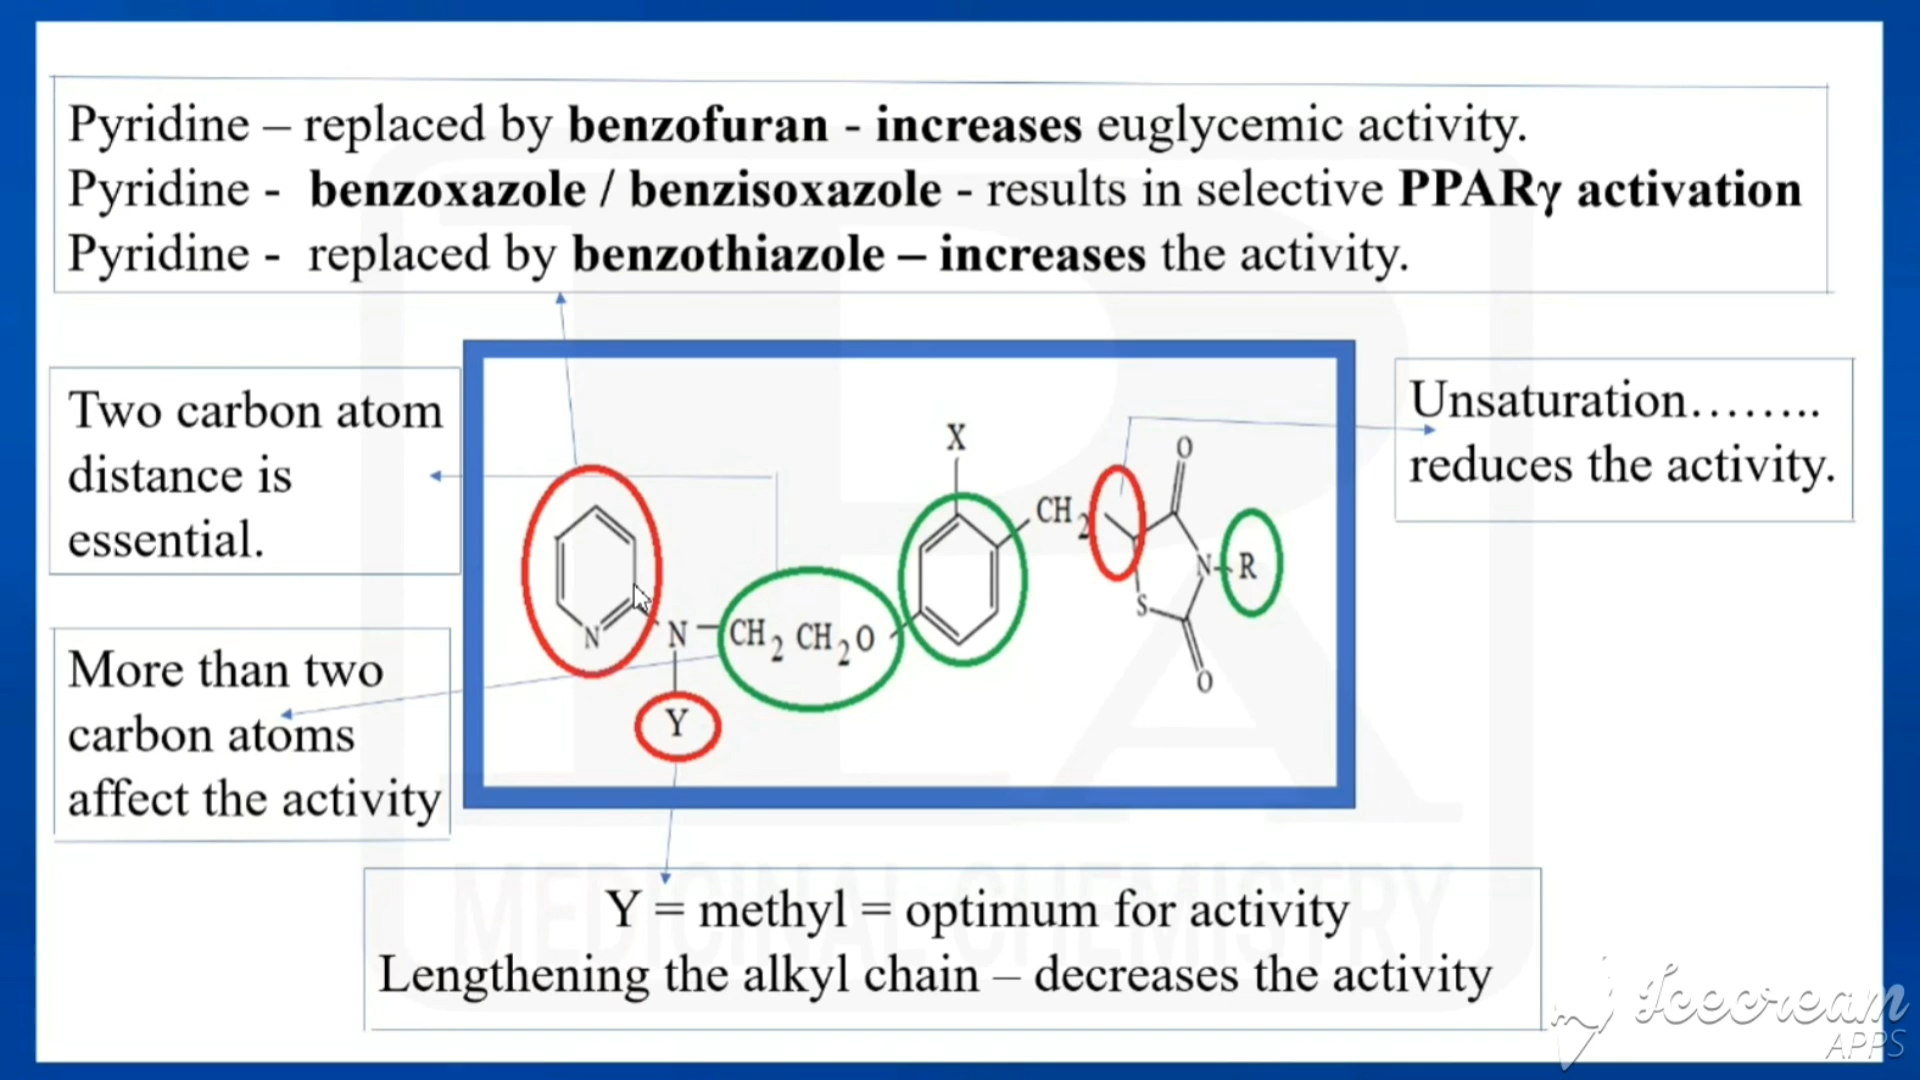 Pyridine – replaced by benzofuran - increases euglycemic activity.
Pyridine - benzoxazole / benzisoxazole - results in selective PPARγ activation
Pyridine - replaced by benzothiazole – increases the activity.
Two carbon atom
distance is
essential.
More than two
carbon atoms
affect the activity
X
O
CH2
N
R
S
N
N
CH2 CH2O
O
Y
Unsaturation........
reduces the activity.
MEDICINAL CHEMISTRY
Y = methyl = optimum for activity
Lengthening the alkyl chain – decreases the activity
Icecream
APPS